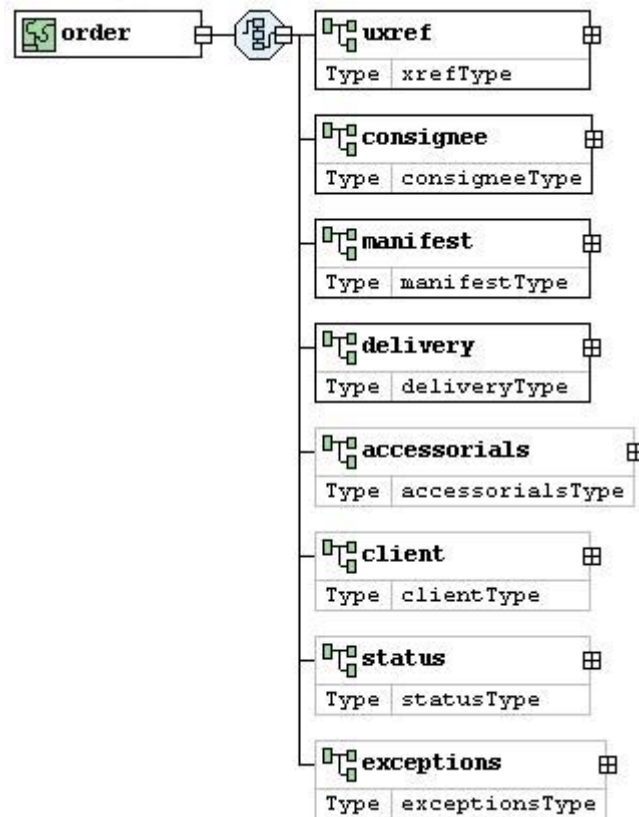 order
uxref
Type xrefType
consignee
Type consigneeType
manifest
Type manifestType
delivery
Type deliveryType
accessorials
Type accessorialsType
client
Type clientType
status
Type statusType
exceptions
Type exceptionsType